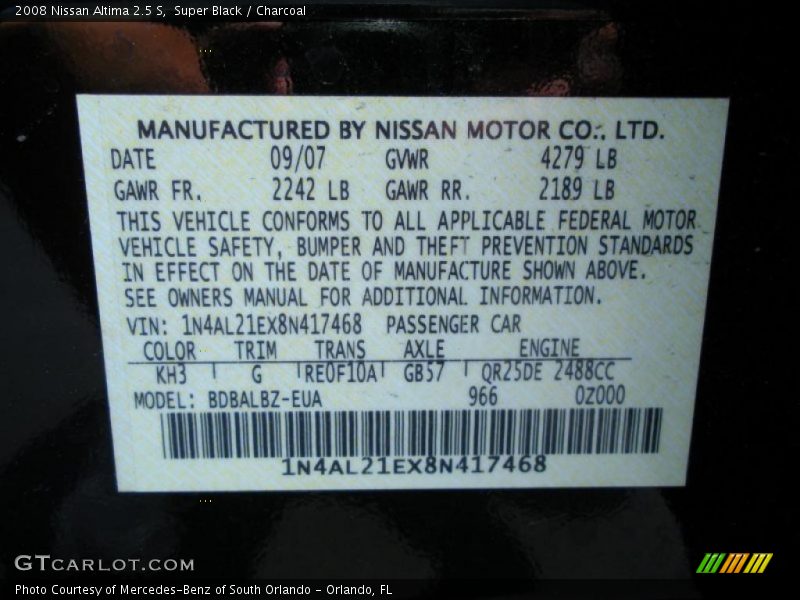 2008 Nissan Altima 2.5 S, Super Black / Charcoal
MANUFACTURED BY NISSAN MOTOR CO., LTD.
DATE 09/07 GVWR 4279 LB
GAWR FR. 2242 LB GAWR RR. 2189 LB
THIS VEHICLE CONFORMS TO ALL APPLICABLE FEDERAL MOTOR
VEHICLE SAFETY, BUMPER AND THEFT PREVENTION STANDARDS
IN EFFECT ON THE DATE OF MANUFACTURE SHOWN ABOVE.
SEE OWNERS MANUAL FOR ADDITIONAL INFORMATION.
VIN: 1N4AL21EX8N417468 PASSENGER CAR
COLOR TRIM TRANS AXLE ENGINE
KH3 G RE0F10A GB57 QR25DE 2488CC
MODEL: BDBALBZ-EUA 966 0Z000
1N4AL21EX8N417468
GTCARLOT.COM
Photo Courtesy of Mercedes-Benz of South Orlando - Orlando, FL